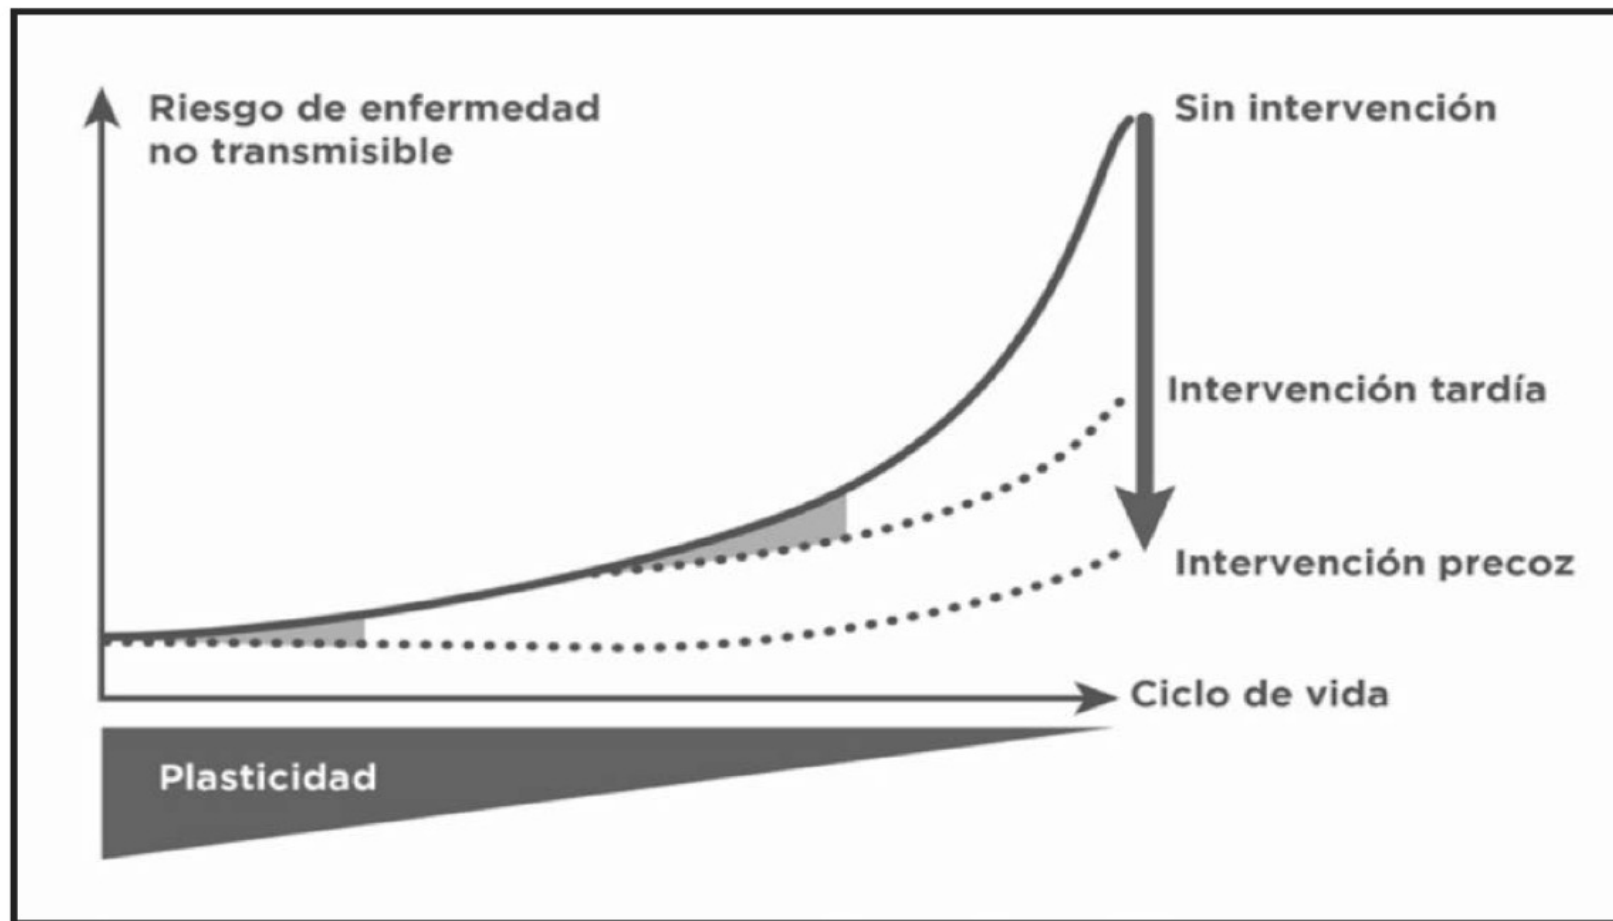 Riesgo de enfermedad
no transmisible
Sin intervención
Intervención tardía
Intervención precoz
Ciclo de vida
Plasticidad